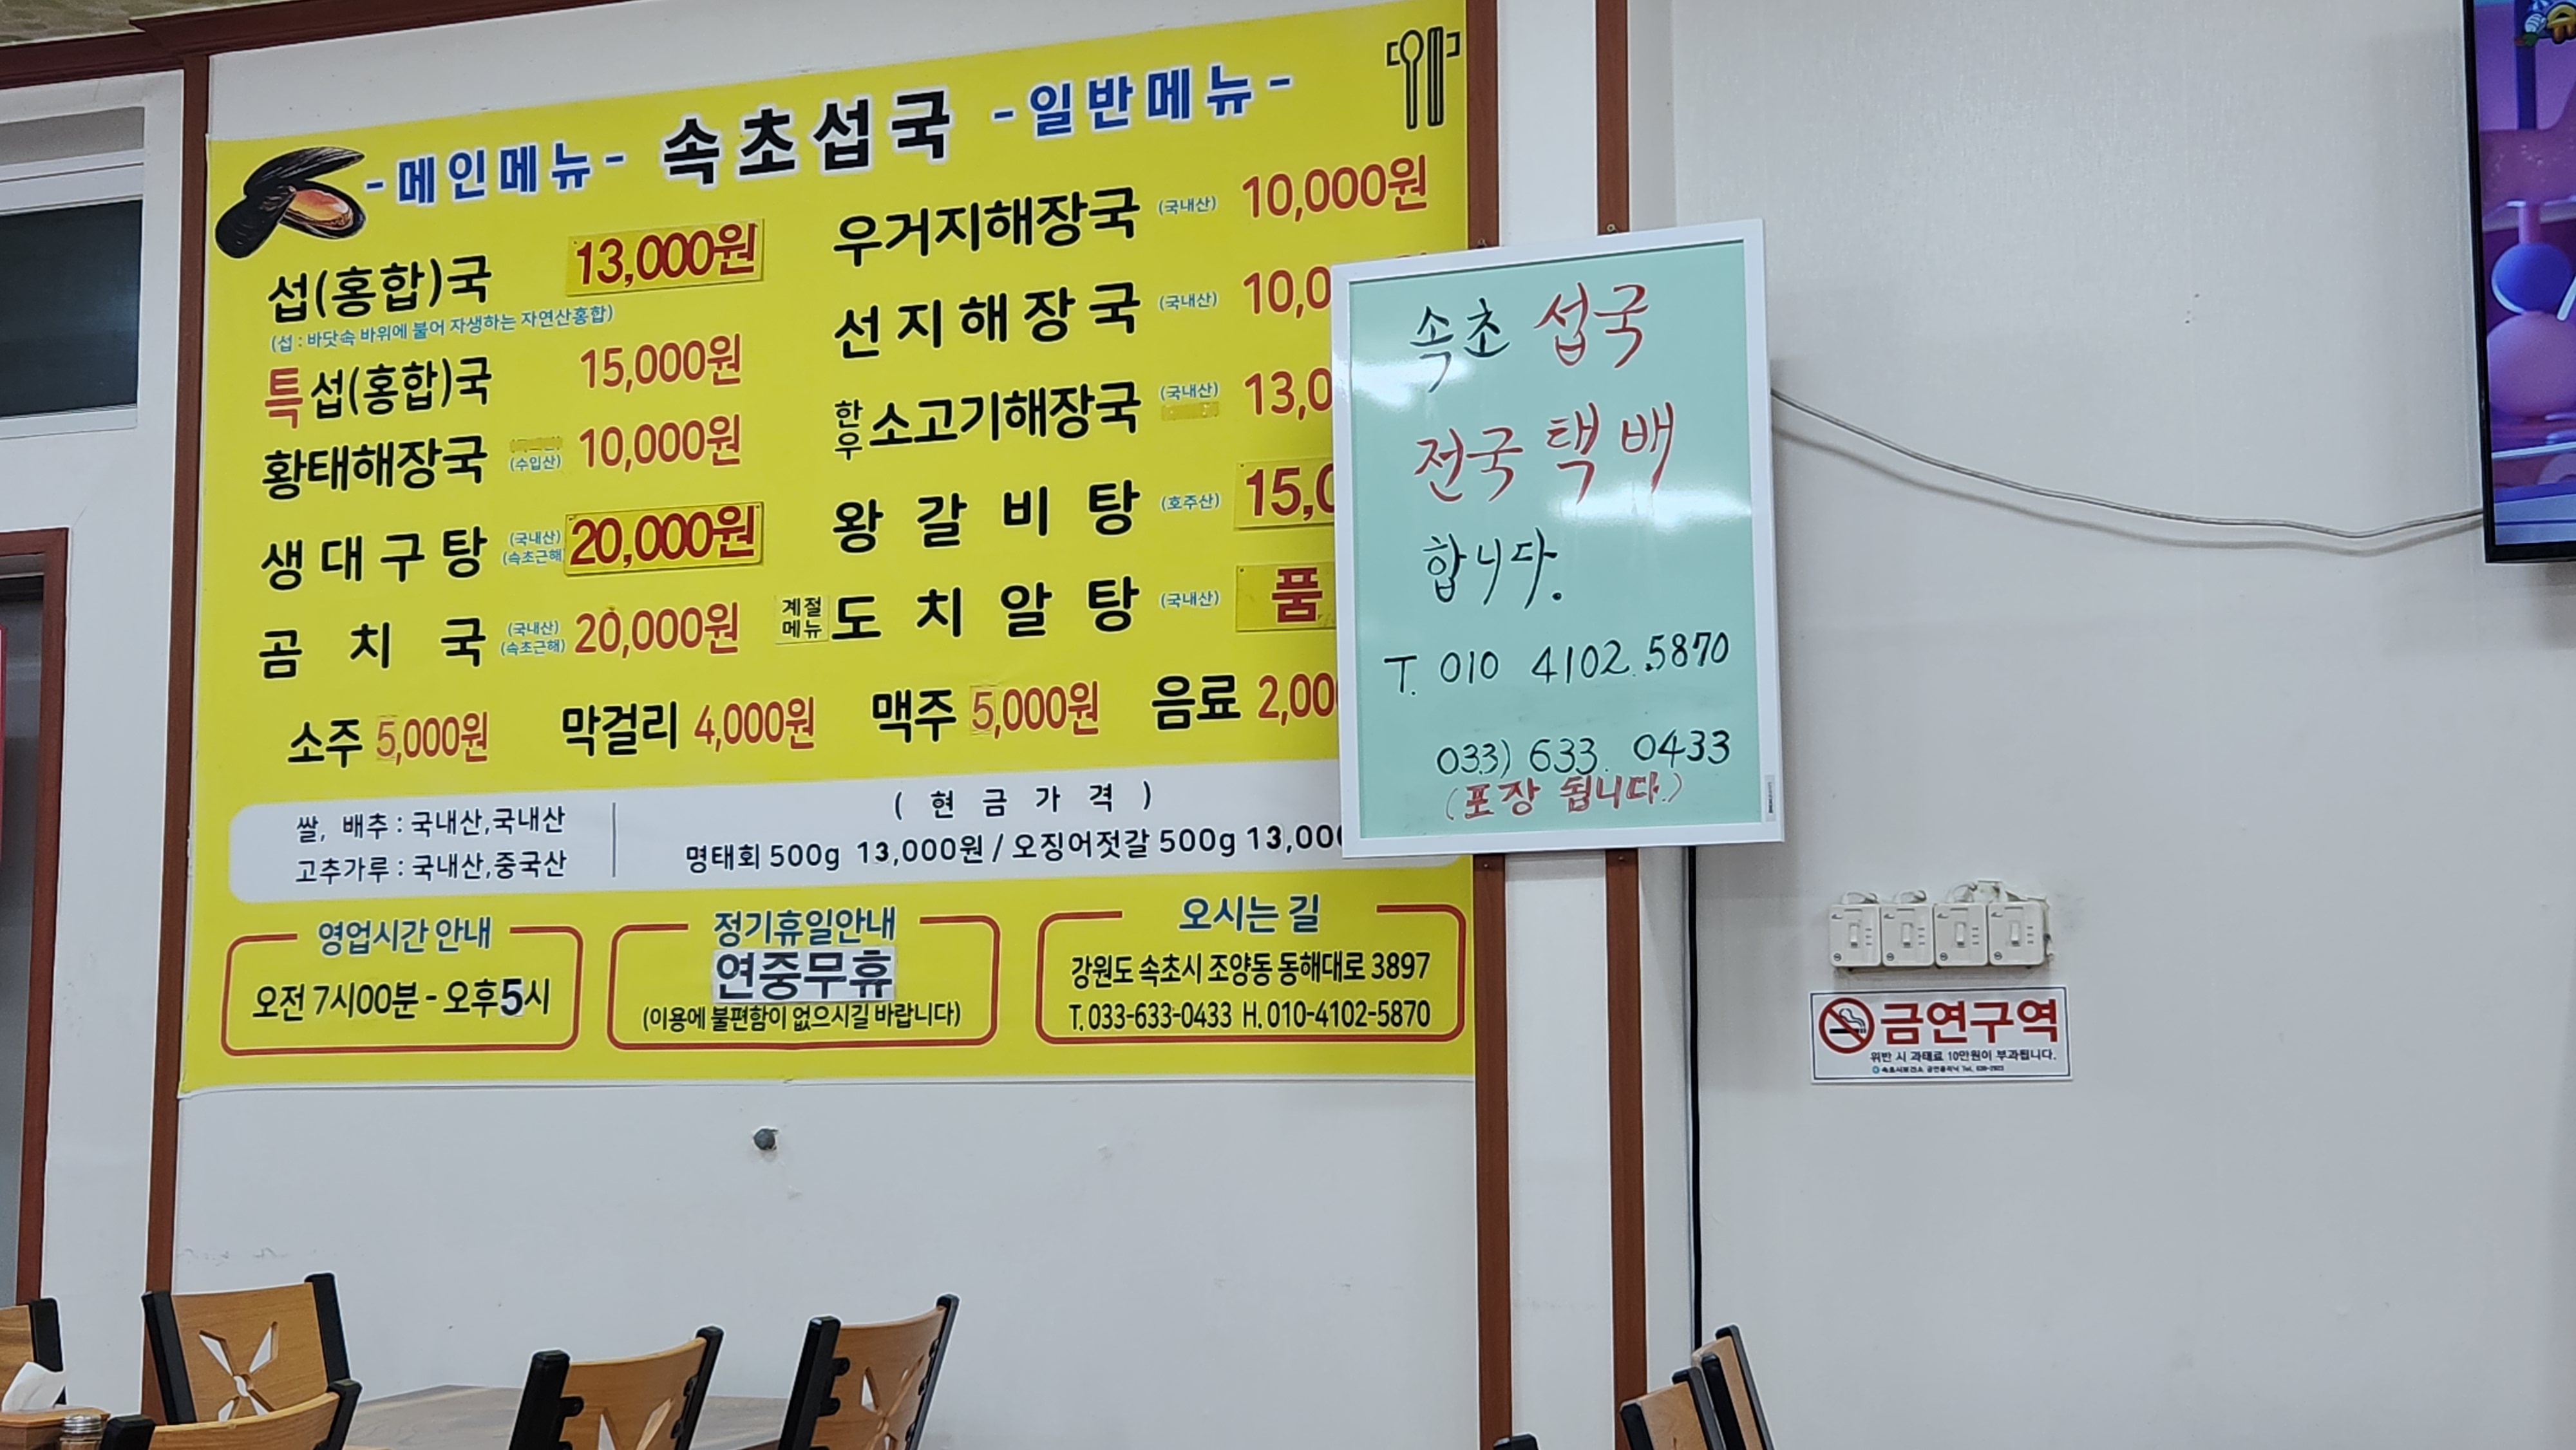 -메인메뉴- 속초섭국 -일반메뉴-
섭(홍합)국 13,000원
(섭 : 바닷속 바위에 붙어 자생하는 자연산홍합)
특 섭(홍합)국 15,000원
황태해장국 (수입산) 10,000원
생대구탕 (국내산) (속초근해) 20,000원
곰치국 (국내산) (속초근해) 20,000원
우거지해장국 (국내산) 10,000원
선지해장국 (국내산) 10,0
한우 소고기해장국 (국내산) 13,0
왕갈비탕 (호주산) 15,0
계절메뉴 도치알탕 (국내산) 품
소주 5,000원 막걸리 4,000원 맥주 5,000원 음료 2,00
쌀, 배추 : 국내산,국내산
고추가루 : 국내산,중국산
( 현 금 가 격 )
명태회 500g 13,000원 / 오징어젓갈 500g 13,00
영업시간 안내
오전 7시00분 - 오후5시
정기휴일안내
연중무휴
(이용에 불편함이 없으시길 바랍니다)
오시는 길
강원도 속초시 조양동 동해대로 3897
T. 033-633-0433 H. 010-4102-5870
속초 섭국
전국택배
합니다.
T. 010 4102.5870
033) 633. 0433
(포장 됩니다.)
금연구역
위반 시 과태료 10만원이 부과됩니다.